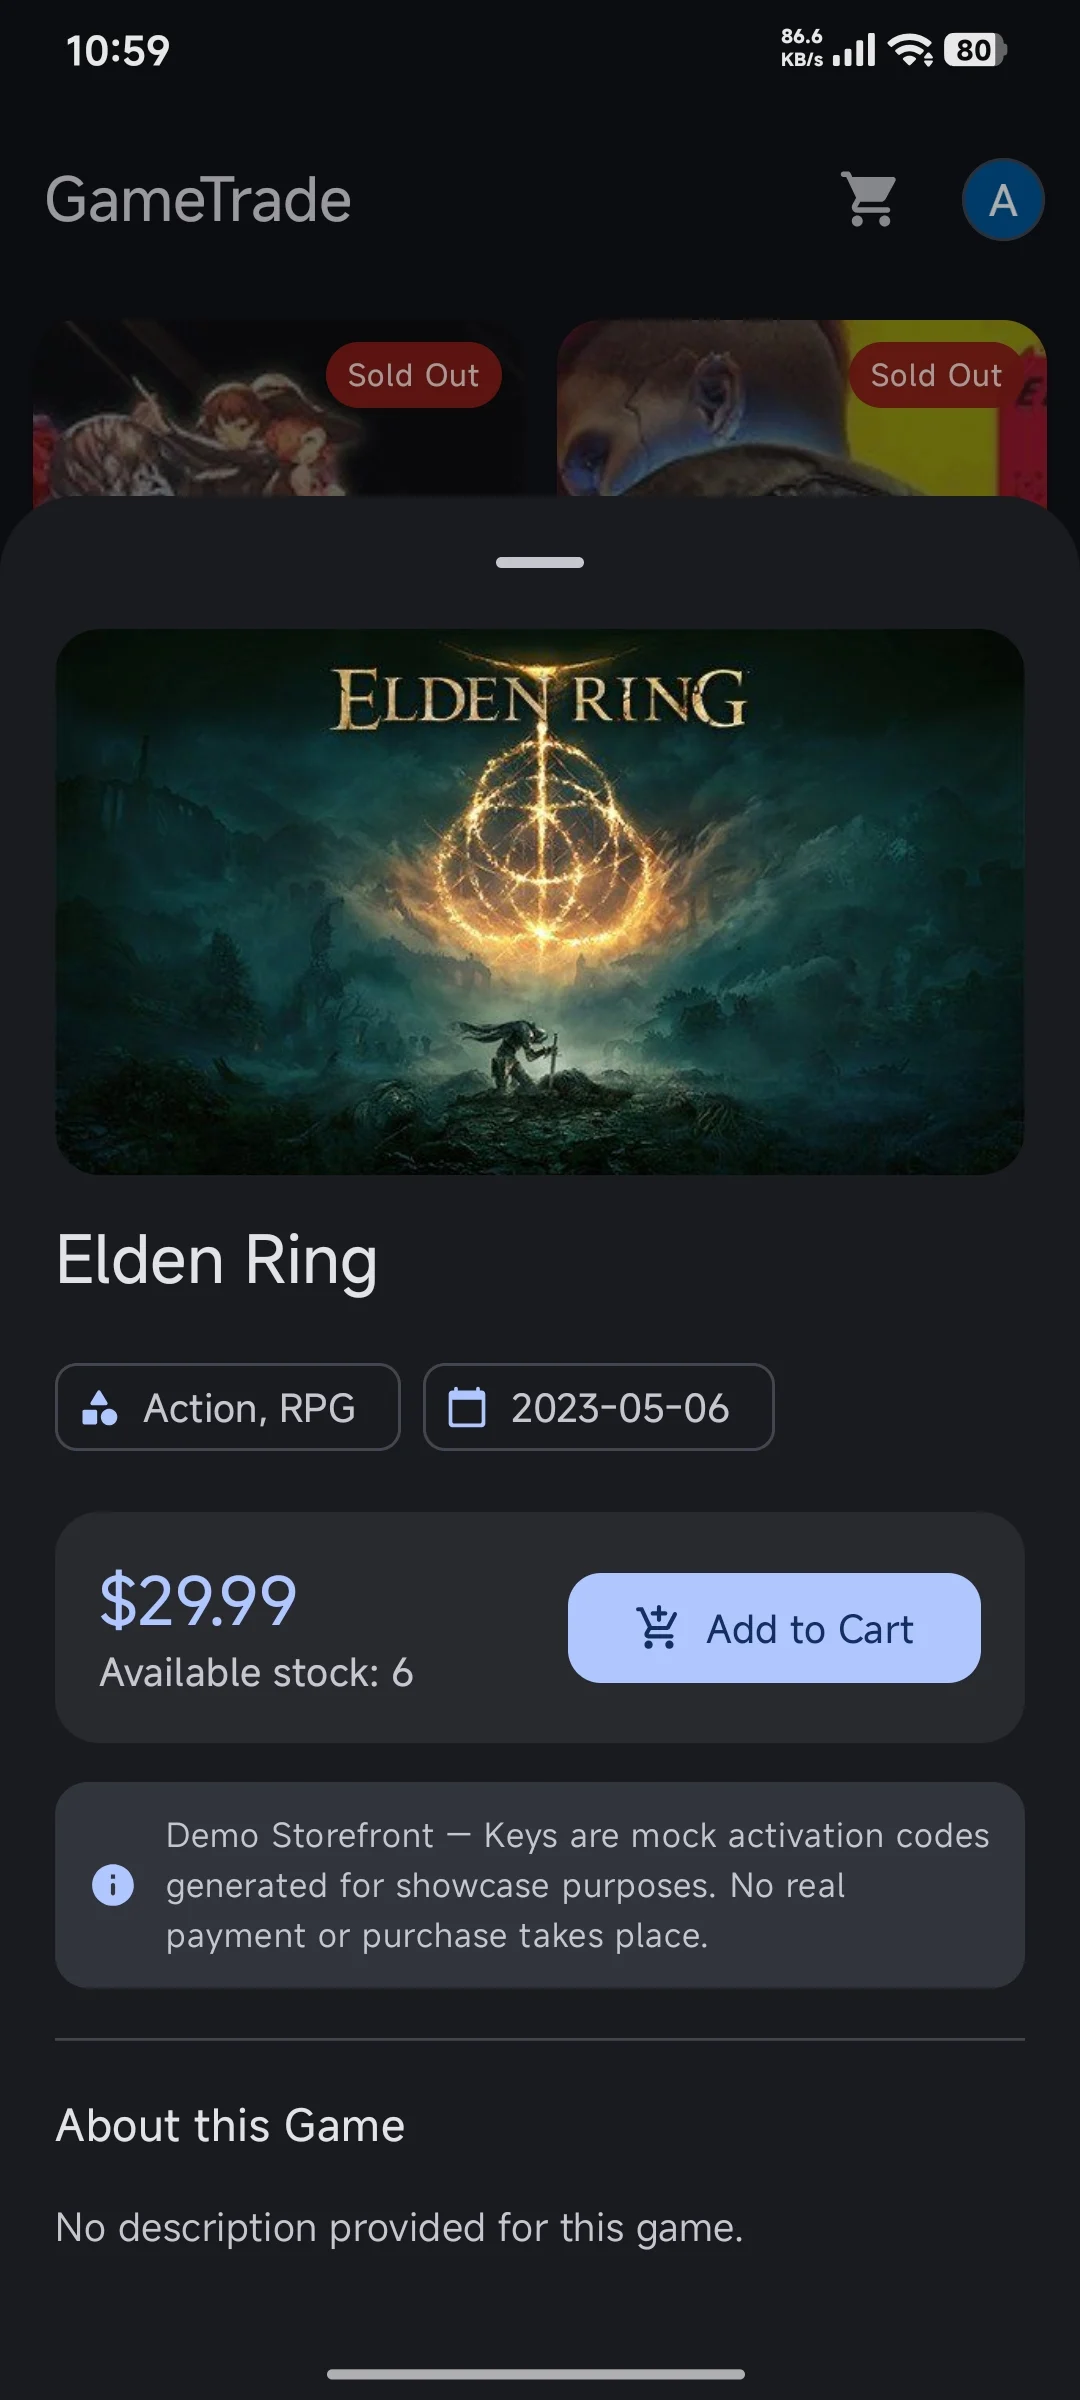 10:59
86.6
KB/s
80
GameTrade
A
Sold Out
Sold Out
ELDEN RING
Elden Ring
Action, RPG
2023-05-06
$29.99
Available stock: 6
Add to Cart
Demo Storefront — Keys are mock activation codes
generated for showcase purposes. No real
payment or purchase takes place.
About this Game
No description provided for this game.